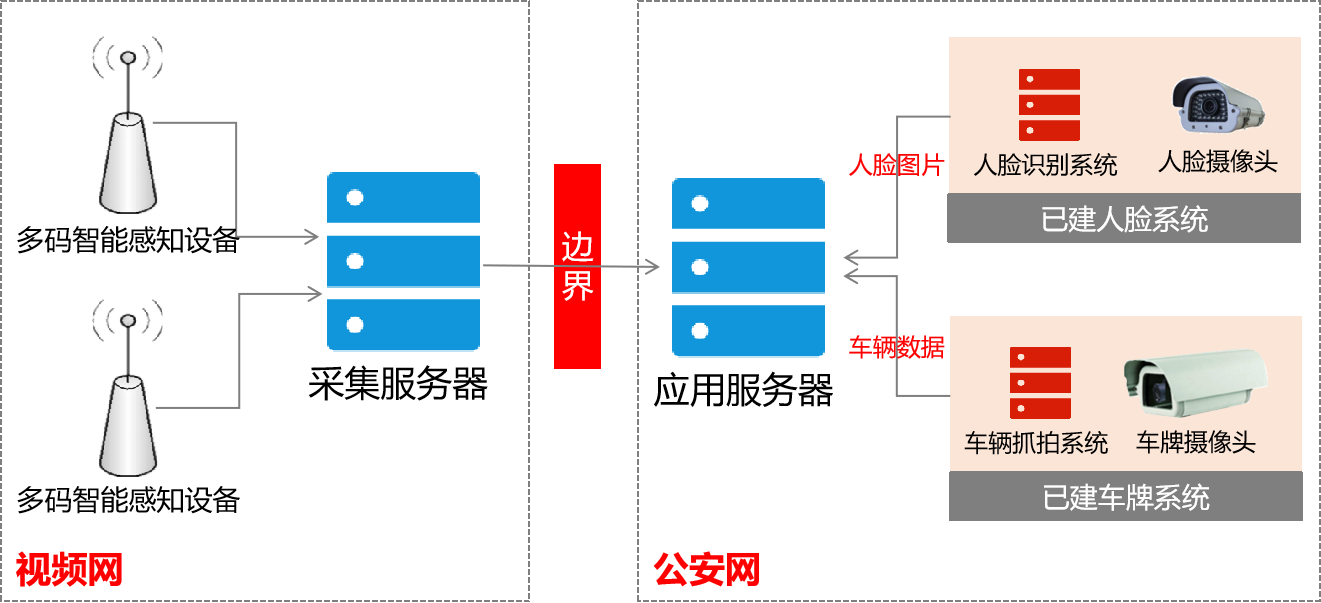 多码智能感知设备
多码智能感知设备
视频网
采集服务器
边
界
应用服务器
公安网
人脸图片
人脸识别系统
人脸摄像头
已建人脸系统
车辆数据
车辆抓拍系统
车牌摄像头
已建车牌系统